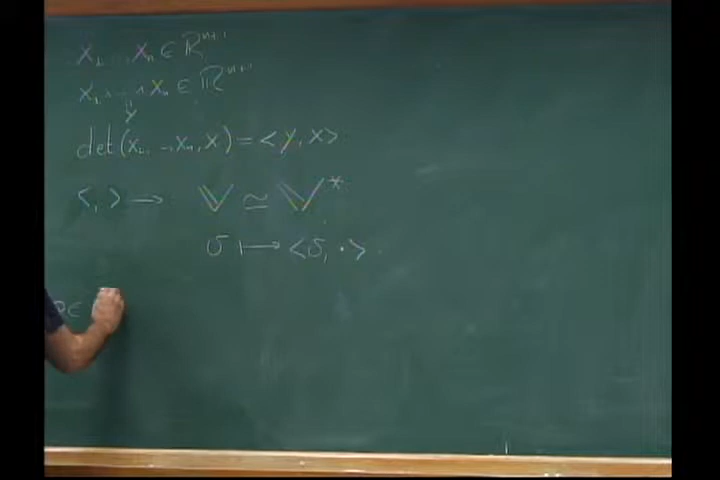 X₁, ..., Xₙ ∈ ℝⁿ⁺¹
X₁ ∧ ... ∧ Xₙ ∈ ℝⁿ⁺¹
y
det(X₁, ..., Xₙ, X) = <y, X>
< , > → V ≃ V*
v ↦ <v, ·>
p ∈